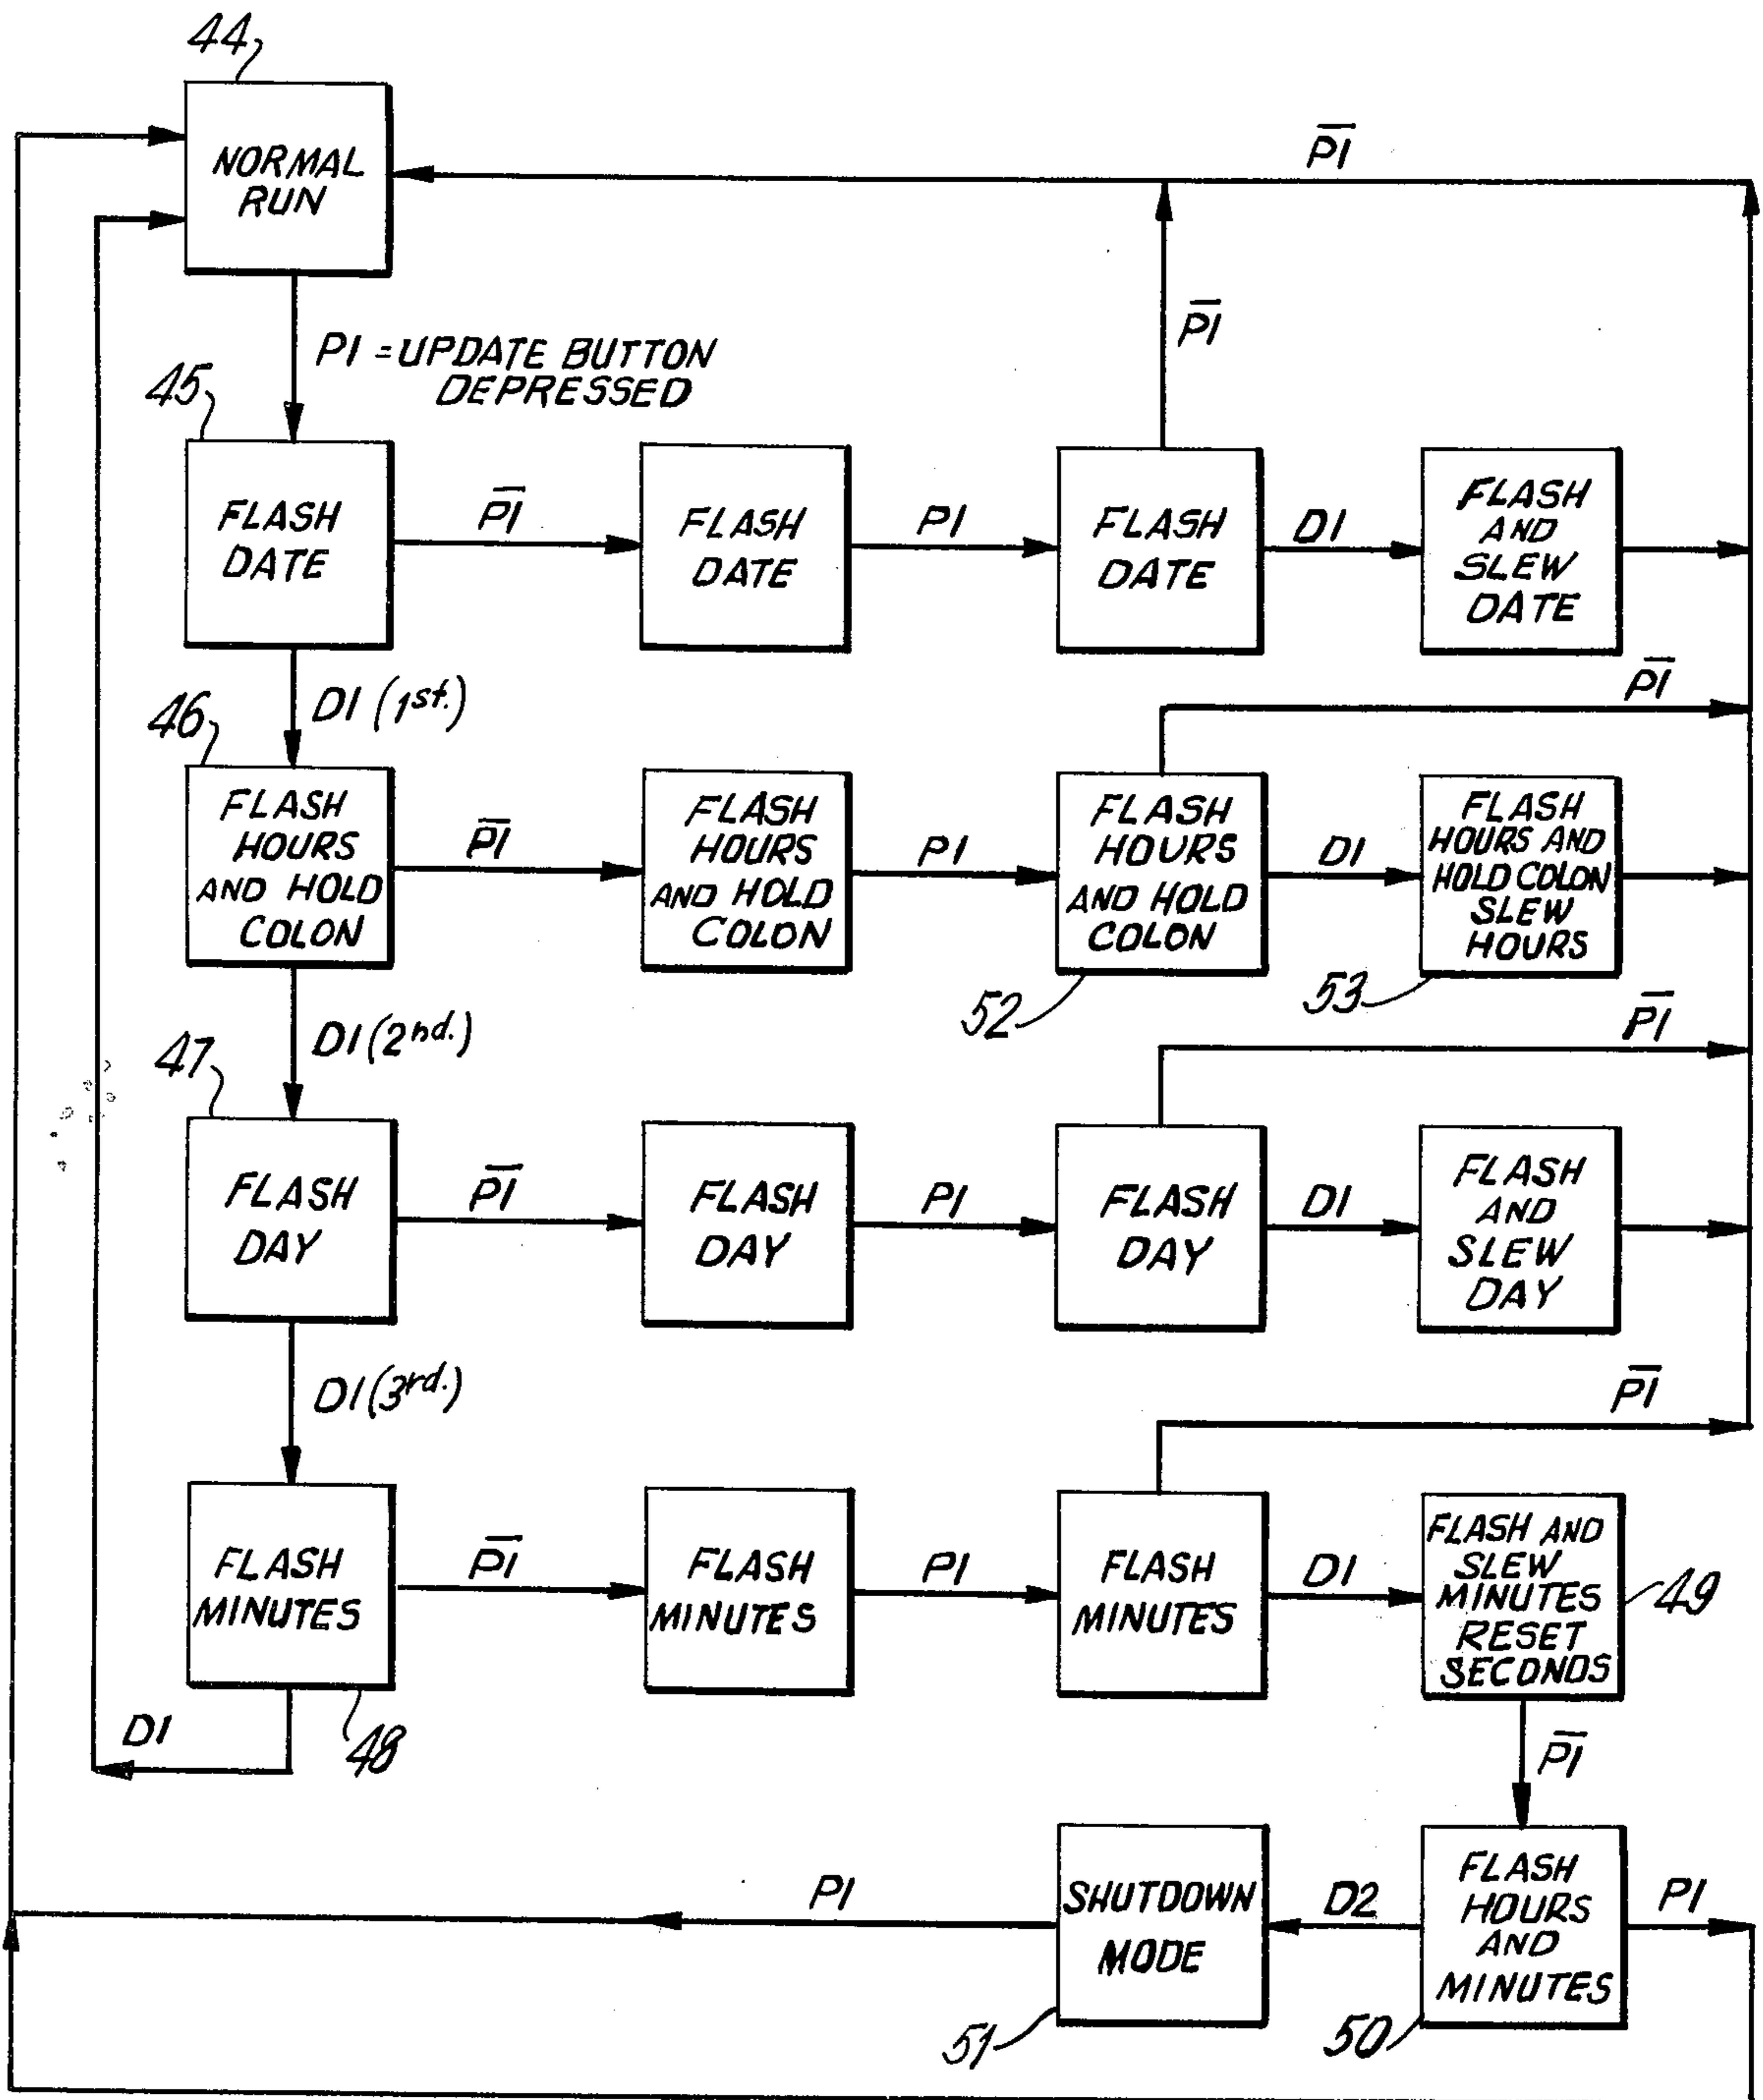 44
NORMAL
RUN
P1
P1
P1 = UPDATE BUTTON
DEPRESSED
45
FLASH
DATE
P1
FLASH
DATE
P1
FLASH
DATE
D1
FLASH
AND
SLEW
DATE
D1 (1st.)
P1
46
FLASH
HOURS
AND HOLD
COLON
P1
FLASH
HOURS
AND HOLD
COLON
P1
FLASH
HOURS
AND HOLD
COLON
D1
FLASH
HOURS AND
HOLD COLON
SLEW
HOURS
52
53
D1 (2nd.)
P1
47
FLASH
DAY
P1
FLASH
DAY
P1
FLASH
DAY
D1
FLASH
AND
SLEW
DAY
D1 (3rd.)
P1
FLASH
MINUTES
P1
FLASH
MINUTES
P1
FLASH
MINUTES
D1
FLASH AND
SLEW
MINUTES
RESET
SECONDS
49
D1
48
P1
P1
SHUTDOWN
MODE
D2
FLASH
HOURS
AND
MINUTES
P1
51
50